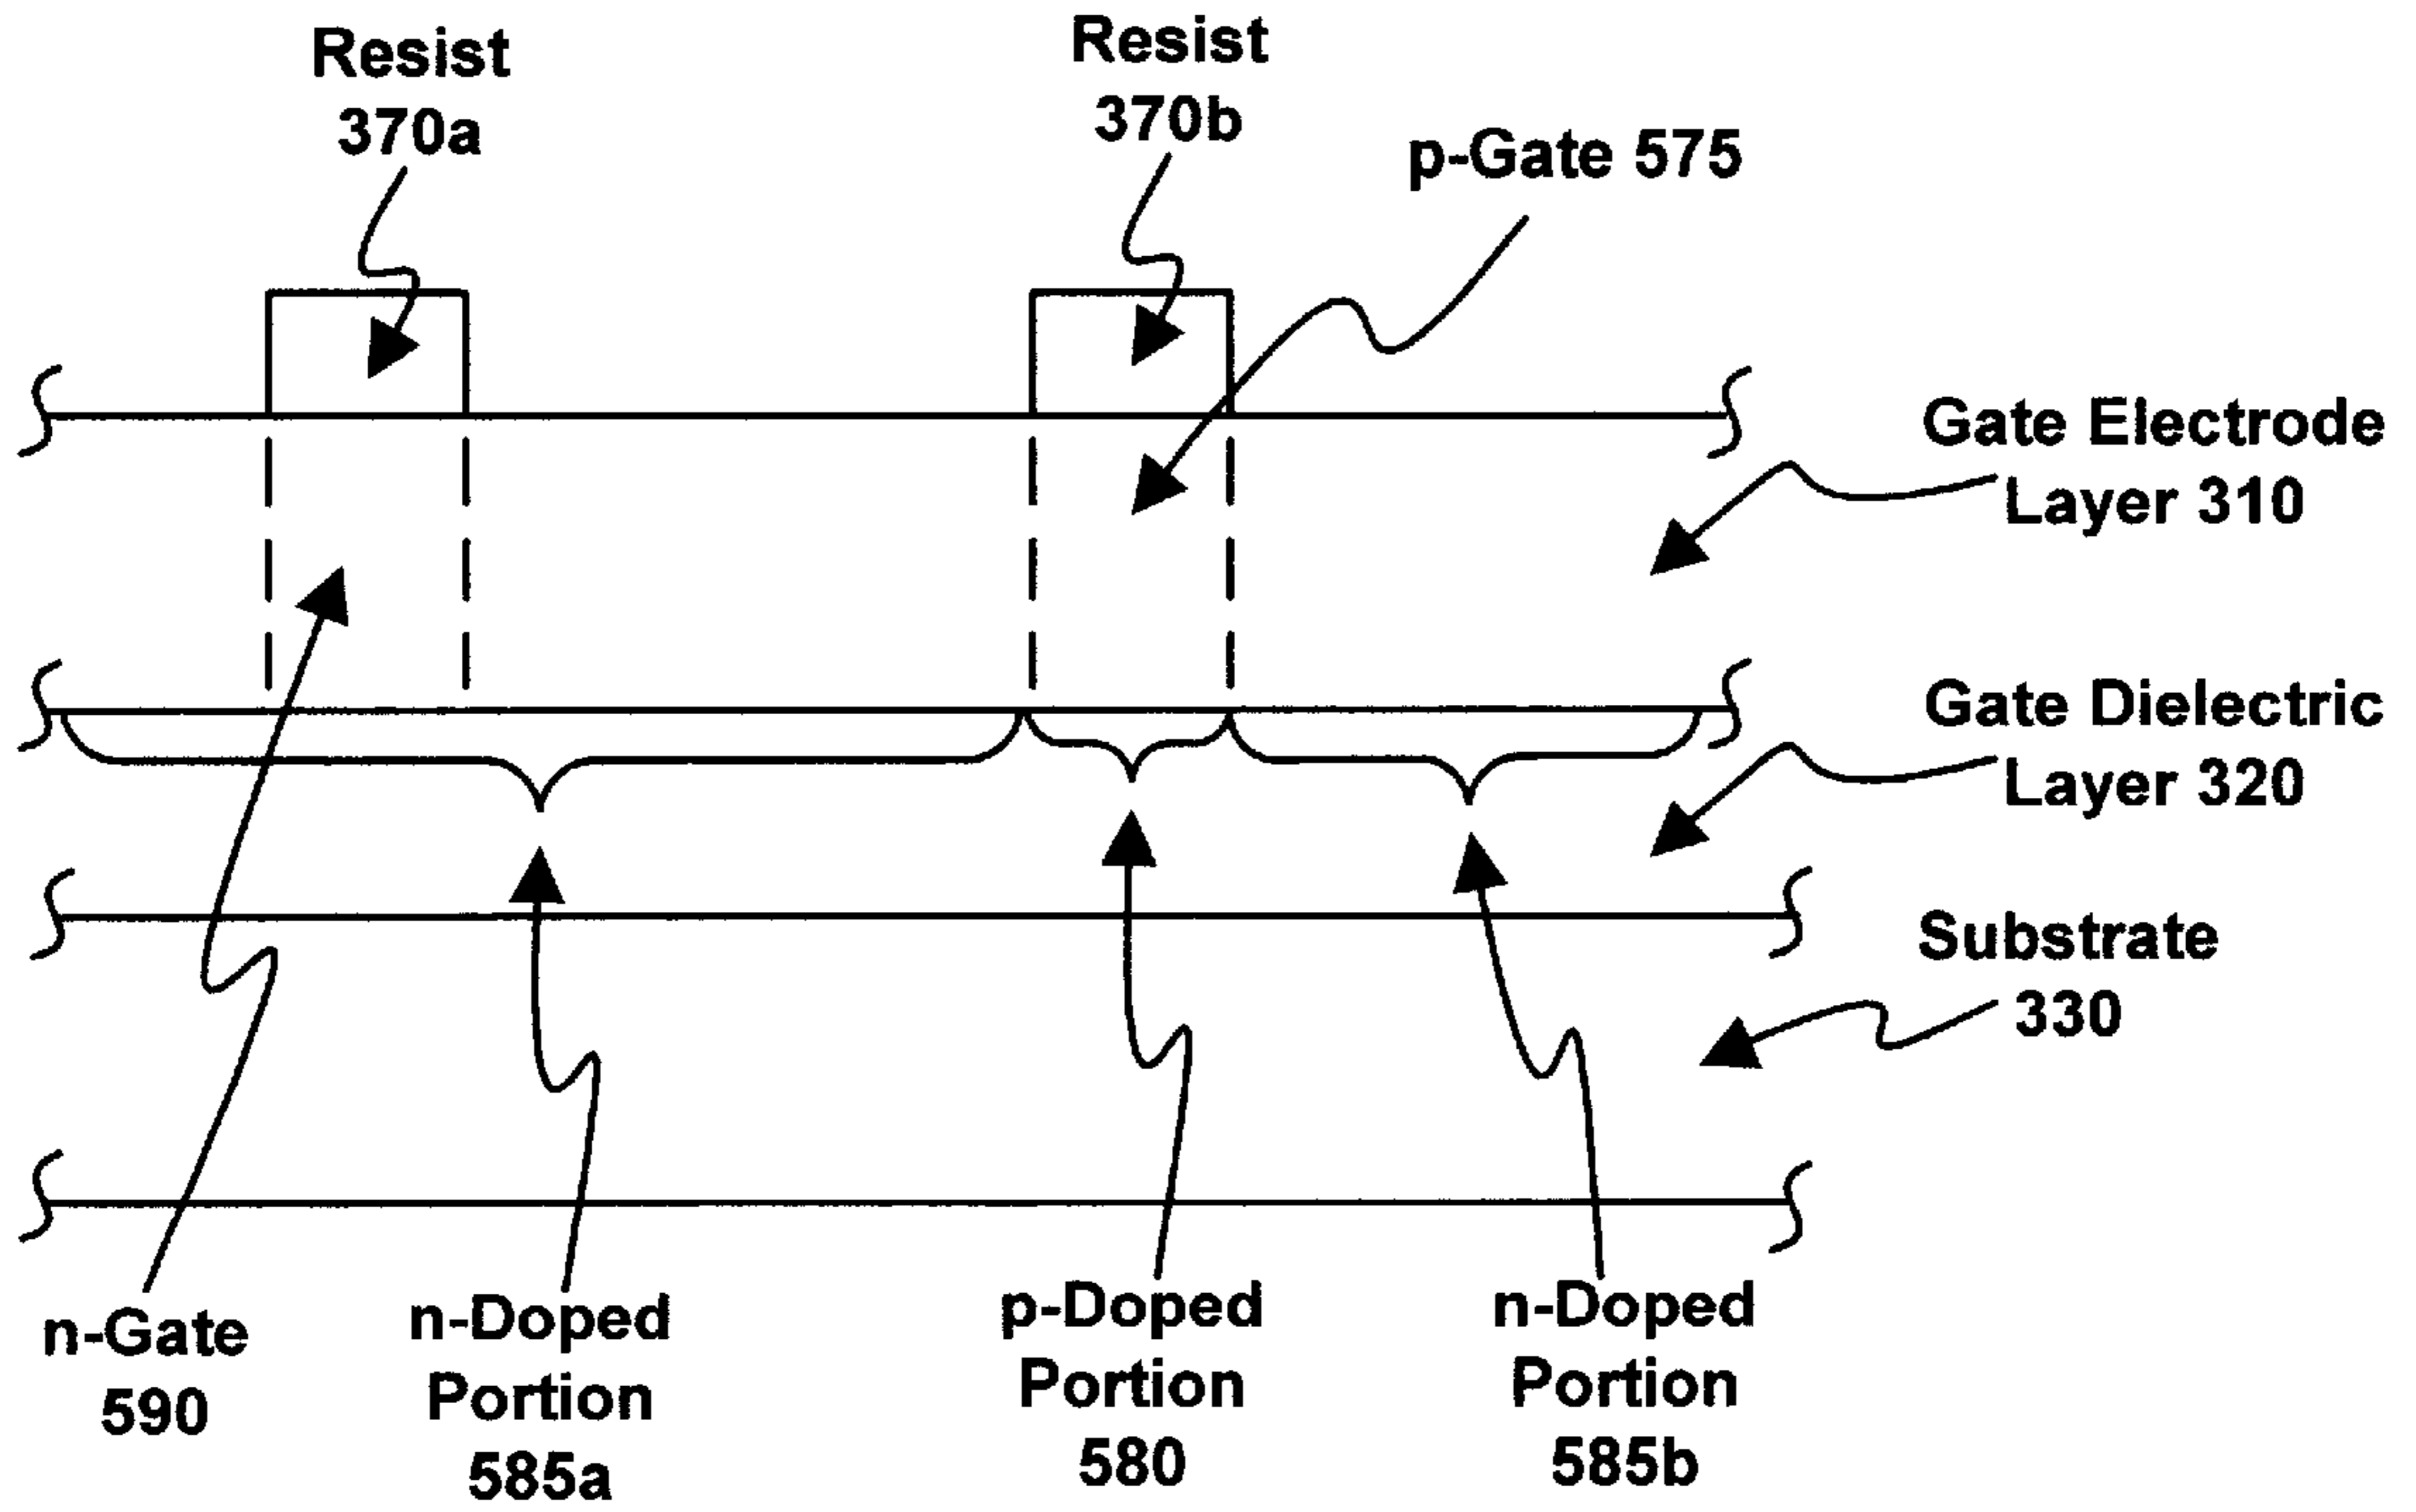 Resist
370a
Resist
370b
p-Gate 575
Gate Electrode
Layer 310
Gate Dielectric
Layer 320
Substrate
330
n-Gate
590
n-Doped
Portion
585a
p-Doped
Portion
580
n-Doped
Portion
585b